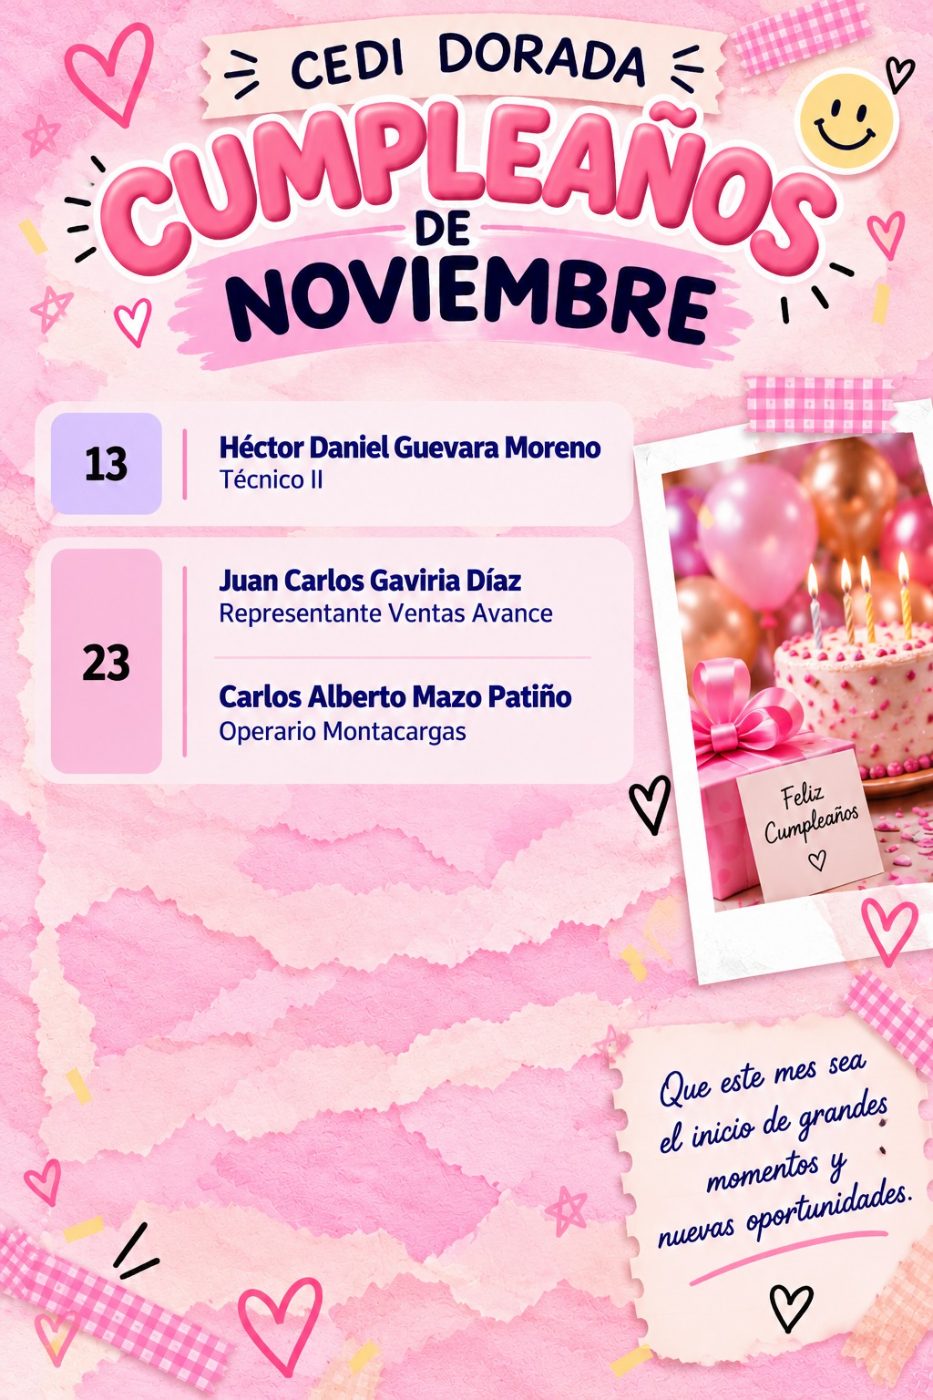 CEDI DORADA
CUMPLEAÑOS
DE
NOVIEMBRE
13
Héctor Daniel Guevara Moreno
Técnico II
23
Juan Carlos Gaviria Díaz
Representante Ventas Avance
Carlos Alberto Mazo Patiño
Operario Montacargas
Feliz
Cumpleaños
Que este mes sea
el inicio de grandes
momentos y
nuevas oportunidades.